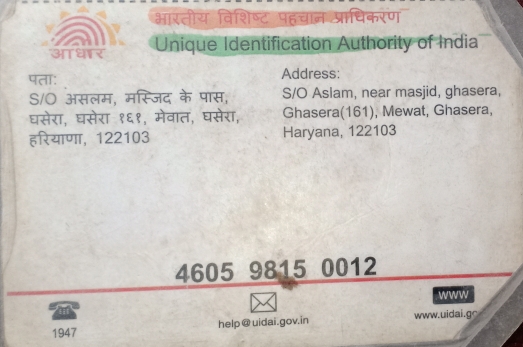 भारतीय विशिष्ट पहचान प्राधिकरण
Unique Identification Authority of India
आधार
पता:
S/O असलम, मस्जिद के पास,
घसेरा, घसेरा १६१, मेवात, घसेरा,
हरियाणा, 122103
Address:
S/O Aslam, near masjid, ghasera,
Ghasera(161), Mewat, Ghasera,
Haryana, 122103
4605 9815 0012
1947
help@uidai.gov.in
www
www.uidai.go